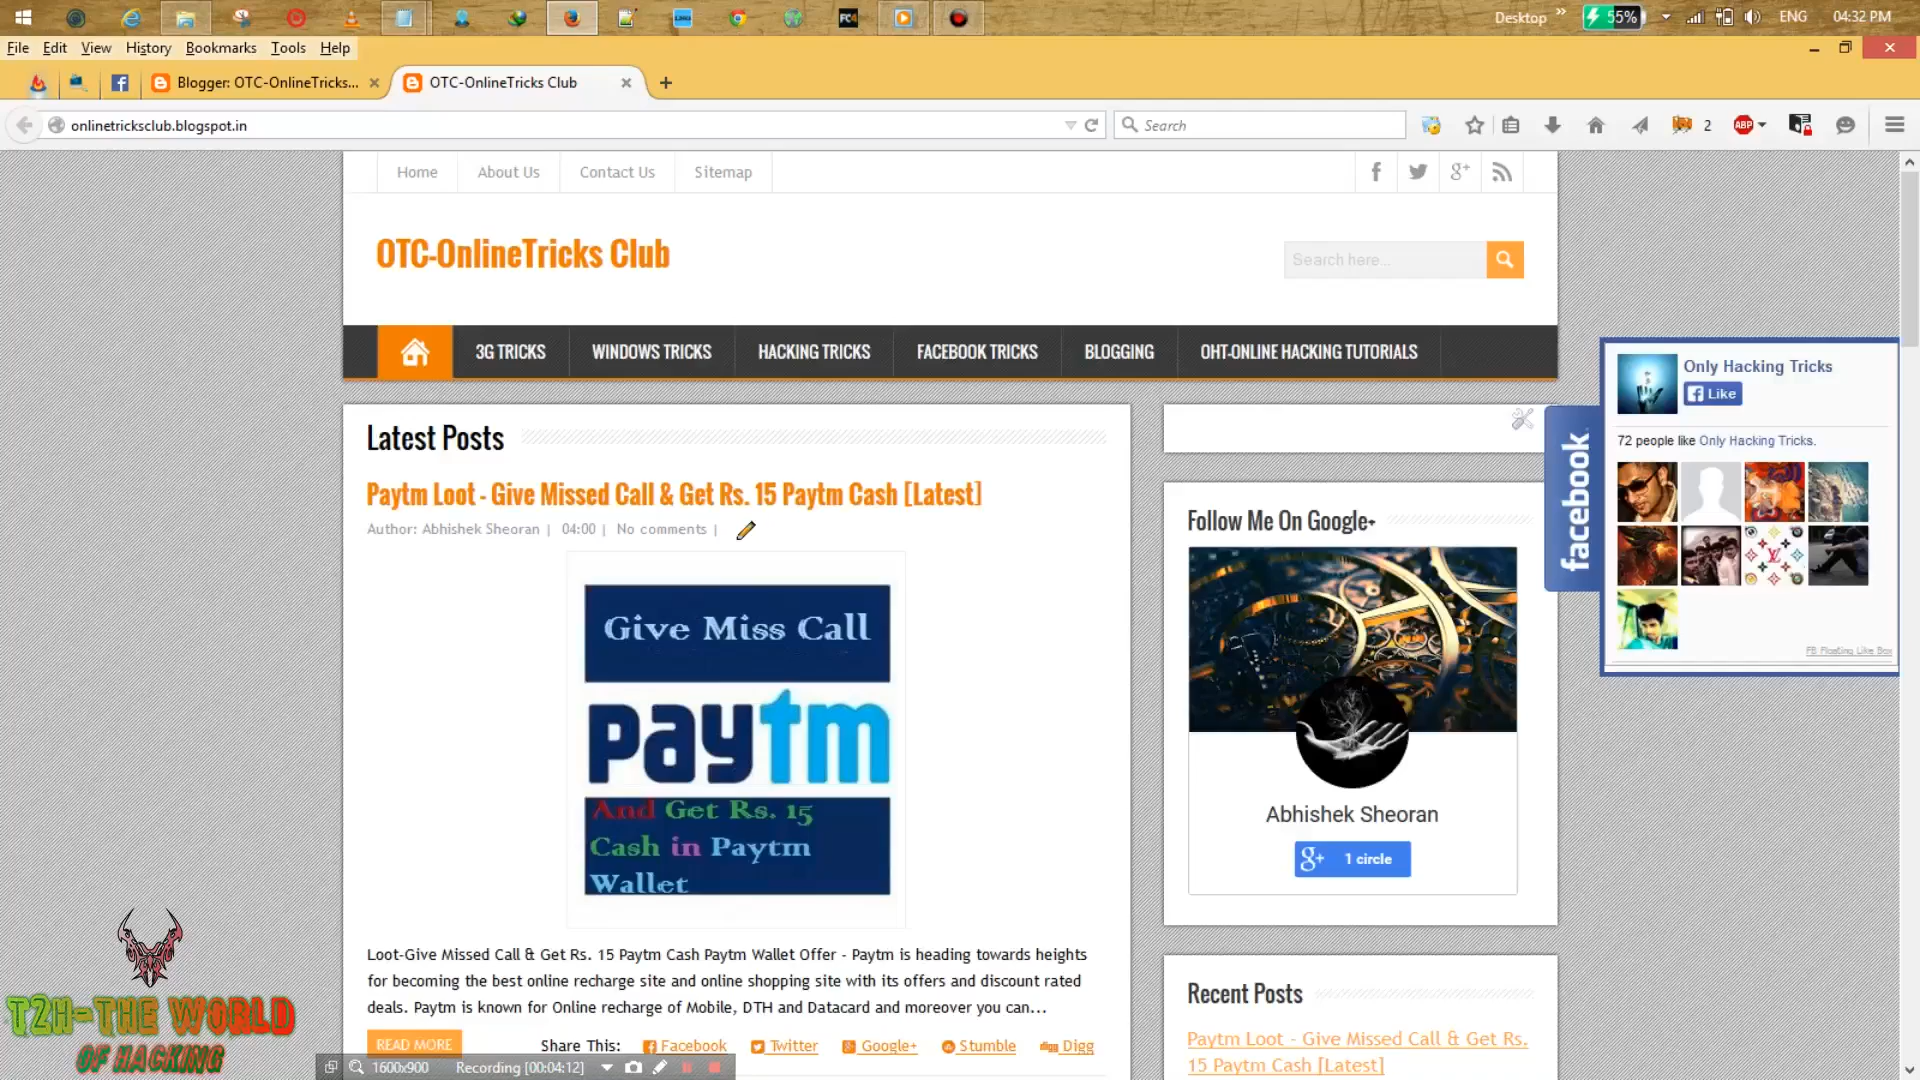 Desktop » 55% ENG 04:32 PM
File Edit View History Bookmarks Tools Help
Blogger: OTC-OnlineTricks...
OTC-OnlineTricks Club
onlinetricksclub.blogspot.in
Search
2
ABP
Home About Us Contact Us Sitemap
OTC-OnlineTricks Club
Search here...
3G TRICKS WINDOWS TRICKS HACKING TRICKS FACEBOOK TRICKS BLOGGING OHT-ONLINE HACKING TUTORIALS
Latest Posts
Paytm Loot - Give Missed Call & Get Rs. 15 Paytm Cash [Latest]
Author: Abhishek Sheoran | 04:00 | No comments |
Give Miss Call
paytm
And Get Rs. 15
Cash in Paytm
Wallet
Loot-Give Missed Call & Get Rs. 15 Paytm Cash Paytm Wallet Offer - Paytm is heading towards heights
for becoming the best online recharge site and online shopping site with its offers and discount rated
deals. Paytm is known for Online recharge of Mobile, DTH and Datacard and moreover you can...
READ MORE
Share This: Facebook Twitter Google+ Stumble Digg
Follow Me On Google+
Abhishek Sheoran
g+ 1 circle
Recent Posts
Paytm Loot - Give Missed Call & Get Rs.
15 Paytm Cash [Latest]
facebook
Only Hacking Tricks
Like
72 people like Only Hacking Tricks.
FB Floating Like Box
T2H-THE WORLD
OF HACKING
1600x900 Recording [00:04:12]